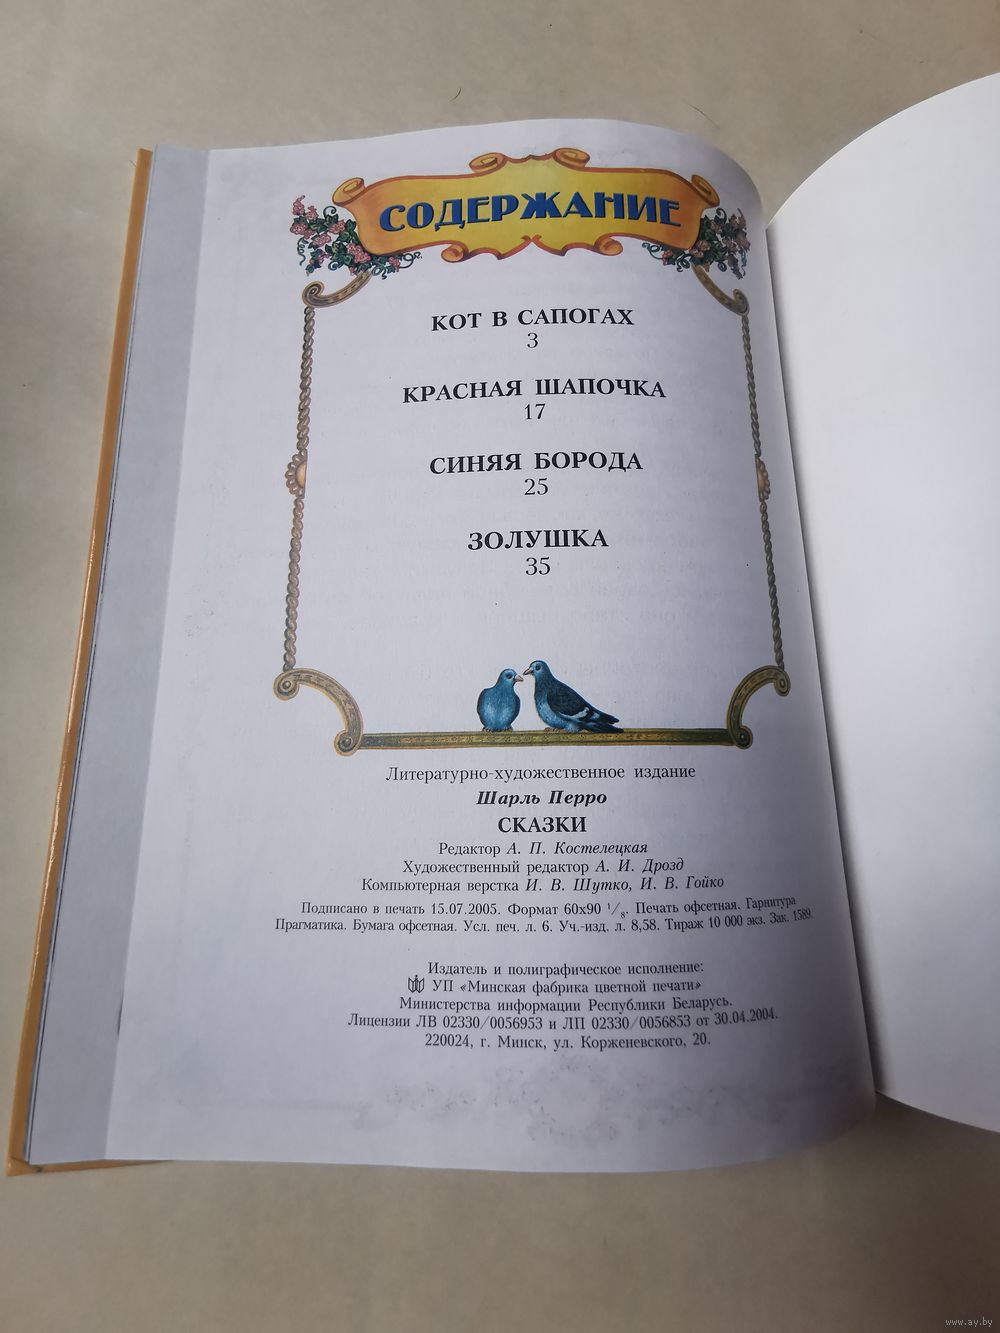 СОДЕРЖАНИЕ
КОТ В САПОГАХ
3
КРАСНАЯ ШАПОЧКА
17
СИНЯЯ БОРОДА
25
ЗОЛУШКА
35
Литературно-художественное издание
Шарль Перро
СКАЗКИ
Редактор А. П. Костелецкая
Художественный редактор А. И. Дрозд
Компьютерная верстка И. В. Шутко, И. В. Гойко
Подписано в печать 15.07.2005. Формат 60х90 1/8. Печать офсетная. Гарнитура
Прагматика. Бумага офсетная. Усл. печ. л. 6. Уч.-изд. л. 8,58. Тираж 10 000 экз. Зак. 1589.
Издатель и полиграфическое исполнение:
УП «Минская фабрика цветной печати»
Министерства информации Республики Беларусь.
Лицензии ЛВ 02330/0056953 и ЛП 02330/0056853 от 30.04.2004.
220024, г. Минск, ул. Корженевского, 20.
www.ay.by